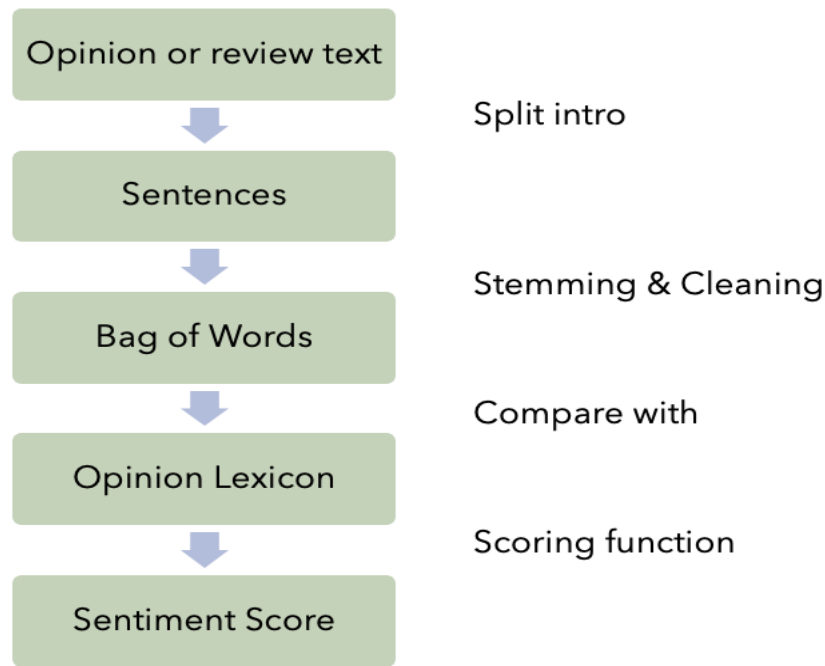 Opinion or review text
Split intro
Sentences
Stemming & Cleaning
Bag of Words
Compare with
Opinion Lexicon
Scoring function
Sentiment Score